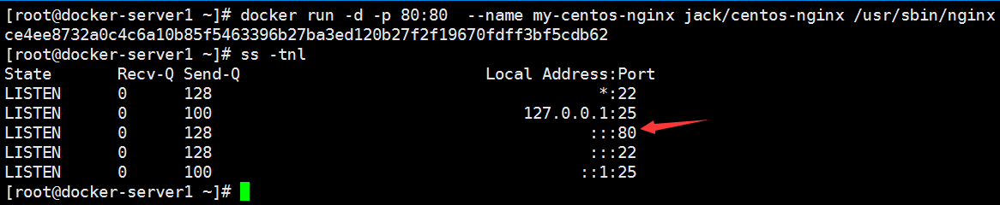 [root@docker-server1 ~]# docker run -d -p 80:80  --name my-centos-nginx jack/centos-nginx /usr/sbin/nginx
ce4ee8732a0c4c6a10b85f5463396b27ba3ed120b27f2f19670fdff3bf5cdb62
[root@docker-server1 ~]# ss -tnl
State      Recv-Q Send-Q                         Local Address:Port
LISTEN     0      128                                        *:22
LISTEN     0      100                                127.0.0.1:25
LISTEN     0      128                                       :::80
LISTEN     0      128                                       :::22
LISTEN     0      100                                      ::1:25
[root@docker-server1 ~]#